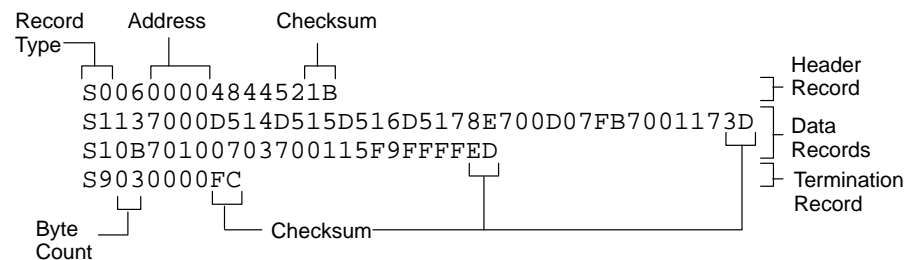 Record
Type
Address
Checksum
S00600004844521B
Header
Record
S1137000D514D515D516D5178E700D07FB7001173D
Data
Records
S10B70100703700115F9FFFFED
S9030000FC
Termination
Record
Byte
Count
Checksum